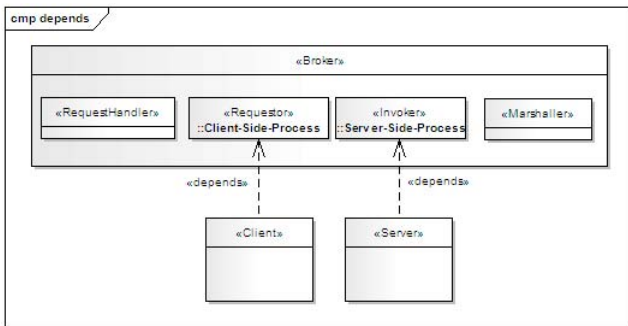 cmp depends
«Broker»
«RequestHandler»
«Requestor»
::Client-Side-Process
«Invoker»
::Server-Side-Process
«Marshaller»
«depends»
«depends»
«Client»
«Server»